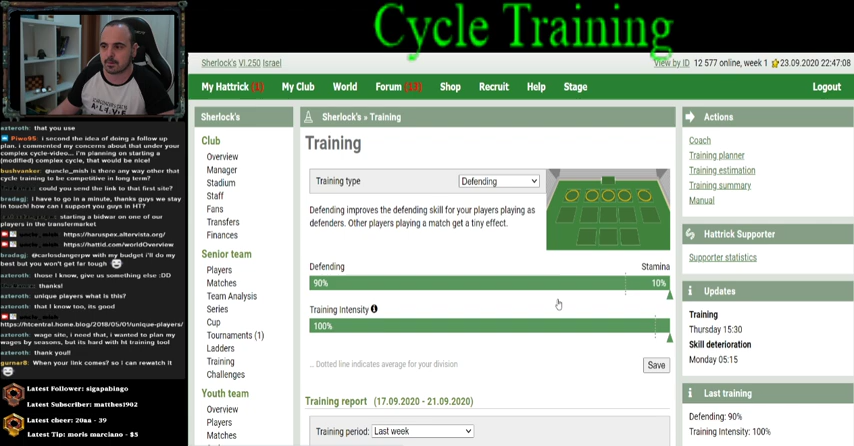 Cycle Training
Sherlock's VI.250 Israel
View by ID 12 577 online, week 1 23.09.2020 22:47:08
My Hattrick (1) My Club World Forum (33) Shop Recruit Help Stage Logout
azteroth: that you use
Piwo95: i second the idea of doing a follow up
plan. i commented my concerns about that under your
complex cycle-video... i'm planning on starting a
(modified) complex cycle, that would be nice!
bushvanker: @uncle_mish is there any way other that
cycle training to be competitive in long term?
could you send the link to that first site?
bradagj: I have to go in a minute, thanks guys we stay
in touch! how can i support you guys in HT?
azteroth: starting a bidwar on one of our
players in the transfermarket
uncle_mish: https://haruspex.altervista.org/
uncle_mish: https://hattid.com/worldOverview
bradagj: @carlosdangerpw with my budget i'll do my
best but you won't get far tough
azteroth: those I know, give us something else :DD
thanks!
azteroth: unique players what is this?
azteroth: that I know too, its good
uncle_mish:
https://htcentral.home.blog/2018/05/01/unique-players/
azteroth: wage site, i need that, i wanted to plan my
wages by seasons, but its hard with ht training tool
azteroth: thank you!!
gurnar8: When your link comes? so i can rewatch it
Latest Follower: sigapabingo
Latest Subscriber: matthes1902
Latest cheer: 20aa - 39
Latest Tip: moris marciano - $5
Sherlock's
Club
Overview
Manager
Stadium
Staff
Fans
Transfers
Finances
Senior team
Players
Matches
Team Analysis
Series
Cup
Tournaments (1)
Ladders
Training
Challenges
Youth team
Overview
Players
Matches
Sherlock's » Training
Training
Training type Defending
Defending improves the defending skill for your players playing as
defenders. Other players playing a match get a tiny effect.
Defending Stamina
90% 10%
Training Intensity
100%
... Dotted line indicates average for your division
Save
Training report (17.09.2020 - 21.09.2020)
Training period: Last week
Actions
Coach
Training planner
Training estimation
Training summary
Manual
Hattrick Supporter
Supporter statistics
Updates
Training
Thursday 15:30
Skill deterioration
Monday 05:15
Last training
Defending: 90%
Training Intensity: 100%